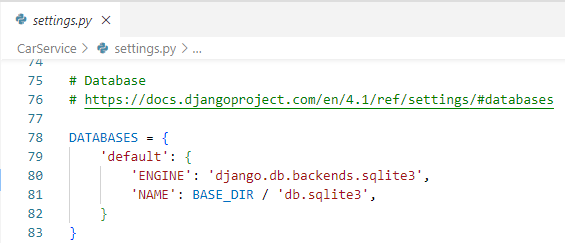 settings.py ×
CarService > settings.py > ...
74
75 # Database
76 # https://docs.djangoproject.com/en/4.1/ref/settings/#databases
77
78 DATABASES = {
79     'default': {
80         'ENGINE': 'django.db.backends.sqlite3',
81         'NAME': BASE_DIR / 'db.sqlite3',
82     }
83 }